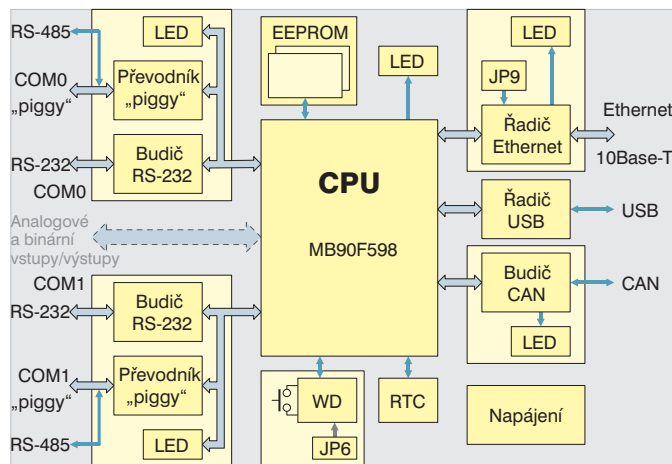 RS-485
LED
COM0
„piggy“
Převodník
„piggy“
RS-232
COM0
Budič
RS-232
EEPROM
LED
LED
JP9
Řadič
Ethernet
Ethernet
10Base-T
CPU
MB90F598
Řadič
USB
USB
Analogové
a binární
vstupy/výstupy
COM1
RS-232
Budič
RS-232
Budič
CAN
CAN
LED
COM1
„piggy“
Převodník
„piggy“
RS-485
LED
WD
JP6
RTC
Napájení